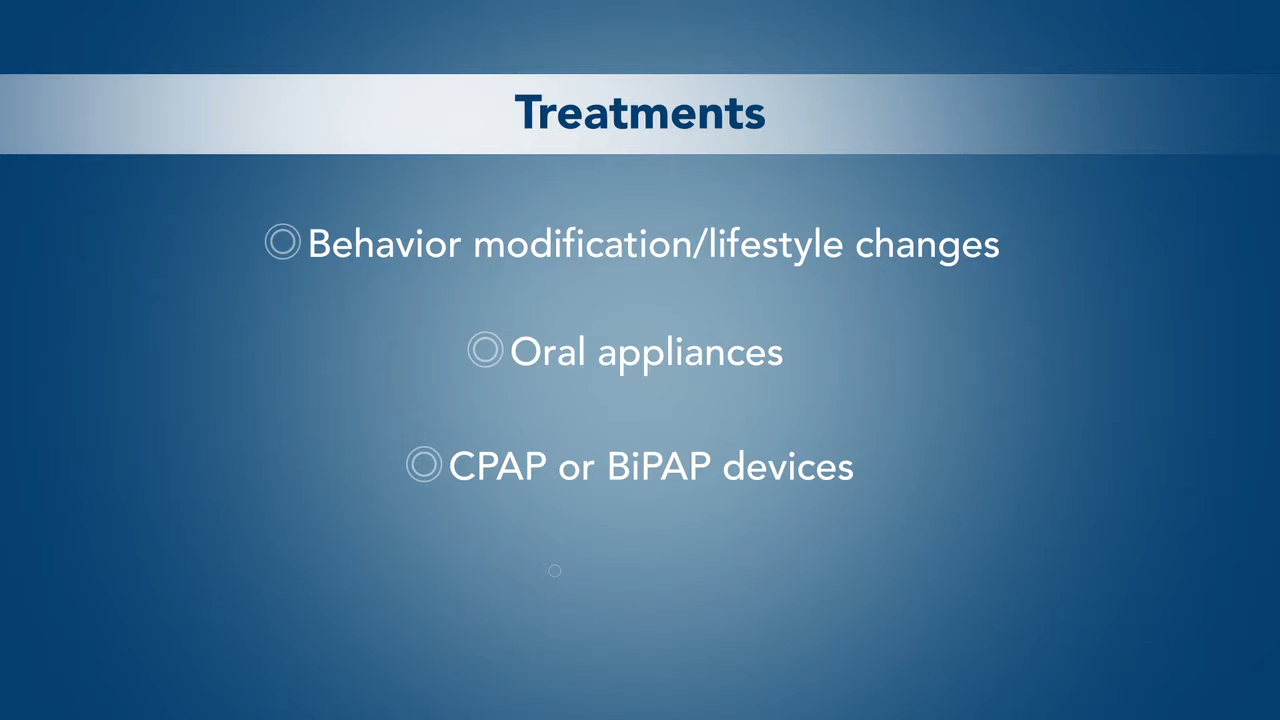 Treatments
Behavior modification/lifestyle changes
Oral appliances
CPAP or BiPAP devices